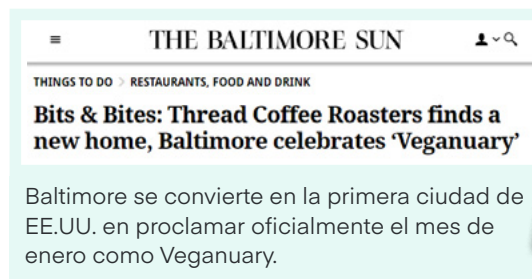 THE BALTIMORE SUN
THINGS TO DO > RESTAURANTS, FOOD AND DRINK
Bits & Bites: Thread Coffee Roasters finds a
new home, Baltimore celebrates ‘Veganuary’
Baltimore se convierte en la primera ciudad de
EE.UU. en proclamar oficialmente el mes de
enero como Veganuary.